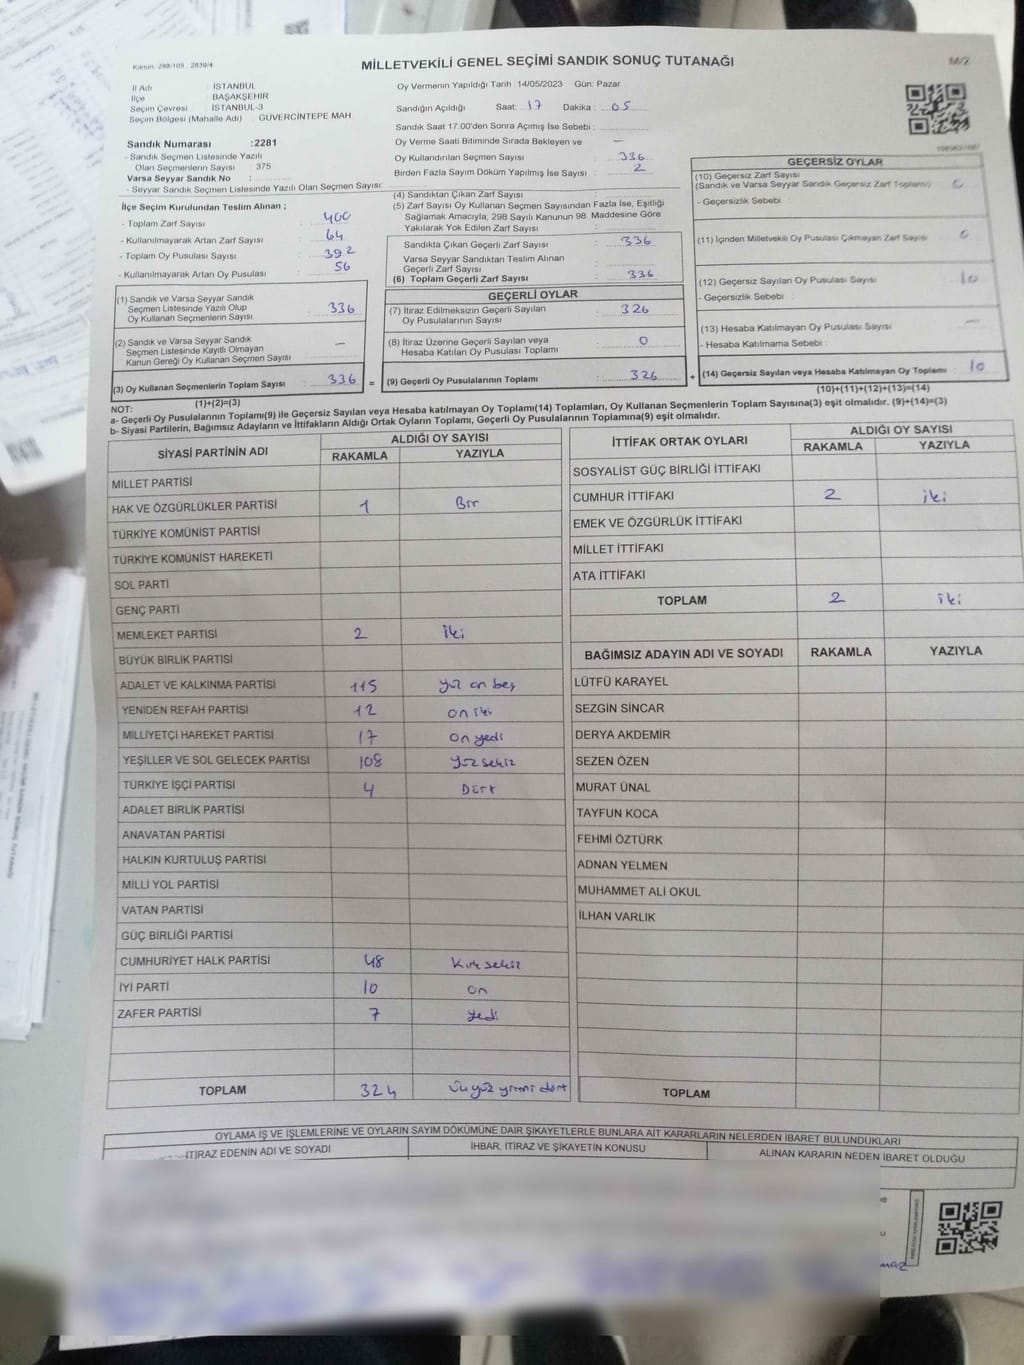 Kanun: 298/105 - 2839/4
MİLLETVEKİLİ GENEL SEÇİMİ SANDIK SONUÇ TUTANAĞI
M/2
İl Adı : İSTANBUL
İlçe : BAŞAKŞEHİR
Seçim Çevresi : İSTANBUL-3
Seçim Bölgesi (Mahalle Adı) : GÜVERCİNTEPE MAH
Sandık Numarası :2281
- Sandık Seçmen Listesinde Yazılı
Olan Seçmenlerin Sayısı : 375
Varsa Seyyar Sandık No :
- Seyyar Sandık Seçmen Listesinde Yazılı Olan Seçmen Sayısı:
Oy Vermenin Yapıldığı Tarih :14/05/2023 Gün: Pazar
Sandığın Açıldığı Saat: 17 Dakika : 05
Sandık Saat 17:00'den Sonra Açımış İse Sebebi :
Oy Verme Saati Bitiminde Sırada Bekleyen ve
Oy Kullandırılan Seçmen Sayısı : 336
Birden Fazla Sayım Döküm Yapılmış İse Sayısı : 2
İlçe Seçim Kurulundan Teslim Alınan ;
- Toplam Zarf Sayısı : 400
- Kullanılmayarak Artan Zarf Sayısı : 64
- Toplam Oy Pusulası Sayısı : 392
- Kullanılmayarak Artan Oy Pusulası : 56
(4) Sandıktan Çıkan Zarf Sayısı :
(5) Zarf Sayısı Oy Kullanan Seçmen Sayısından Fazla İse, Eşitliği
Sağlamak Amacıyla, 298 Sayılı Kanunun 98. Maddesine Göre
Yakılarak Yok Edilen Zarf Sayısı :
Sandıkta Çıkan Geçerli Zarf Sayısı : 336
Varsa Seyyar Sandıktan Teslim Alınan
Geçerli Zarf Sayısı :
(6) Toplam Geçerli Zarf Sayısı : 336
GEÇERSİZ OYLAR
(10) Geçersiz Zarf Sayısı
(Sandık ve Varsa Seyyar Sandık Geçersiz Zarf Toplamı) : 0
- Geçersizlik Sebebi :
(11) İçinden Milletvekili Oy Pusulası Çıkmayan Zarf Sayısı : 0
(12) Geçersiz Sayılan Oy Pusulası Sayısı : 10
- Geçersizlik Sebebi :
(13) Hesaba Katılmayan Oy Pusulası Sayısı : —
- Hesaba Katılmama Sebebi :
(14) Geçersiz Sayılan veya Hesaba Katılmayan Oy Toplamı : 10
(10)+(11)+(12)+(13)=(14)
(1) Sandık ve Varsa Seyyar Sandık
Seçmen Listesinde Yazılı Olup
Oy Kullanan Seçmenlerin Sayısı : 336
(2) Sandık ve Varsa Seyyar Sandık
Seçmen Listesinde Kayıtlı Olmayan
Kanun Gereği Oy Kullanan Seçmen Sayısı : —
(3) Oy Kullanan Seçmenlerin Toplam Sayısı : 336 =
(1)+(2)=(3)
GEÇERLİ OYLAR
(7) İtiraz Edilmeksizin Geçerli Sayılan
Oy Pusulalarının Sayısı : 326
(8) İtiraz Üzerine Geçerli Sayılan veya
Hesaba Katılan Oy Pusulası Toplamı : 0
(9) Geçerli Oy Pusulalarının Toplamı : 326 +
NOT:
a- Geçerli Oy Pusulalarının Toplamı(9) ile Geçersiz Sayılan veya Hesaba katılmayan Oy Toplamı(14) Toplamları, Oy Kullanan Seçmenlerin Toplam Sayısına(3) eşit olmalıdır. (9)+(14)=(3)
b- Siyasi Partilerin, Bağımsız Adayların ve İttifakların Aldığı Ortak Oyların Toplamı, Geçerli Oy Pusulalarının Toplamına(9) eşit olmalıdır.
SİYASİ PARTİNİN ADI ALDIĞI OY SAYISI
RAKAMLA YAZIYLA
MİLLET PARTİSİ
HAK VE ÖZGÜRLÜKLER PARTİSİ 1 Bir
TÜRKİYE KOMÜNİST PARTİSİ
TÜRKİYE KOMÜNİST HAREKETİ
SOL PARTİ
GENÇ PARTİ
MEMLEKET PARTİSİ 2 iki
BÜYÜK BİRLİK PARTİSİ
ADALET VE KALKINMA PARTİSİ 115 yüz on beş
YENİDEN REFAH PARTİSİ 12 on iki
MİLLİYETÇİ HAREKET PARTİSİ 17 on yedi
YEŞİLLER VE SOL GELECEK PARTİSİ 108 yüz sekiz
TÜRKİYE İŞÇİ PARTİSİ 4 Dört
ADALET BİRLİK PARTİSİ
ANAVATAN PARTİSİ
HALKIN KURTULUŞ PARTİSİ
MİLLİ YOL PARTİSİ
VATAN PARTİSİ
GÜÇ BİRLİĞİ PARTİSİ
CUMHURİYET HALK PARTİSİ 48 Kırk sekiz
İYİ PARTİ 10 on
ZAFER PARTİSİ 7 yedi
TOPLAM 324 üç yüz yirmi dört
İTTİFAK ORTAK OYLARI ALDIĞI OY SAYISI
RAKAMLA YAZIYLA
SOSYALİST GÜÇ BİRLİĞİ İTTİFAKI
CUMHUR İTTİFAKI 2 iki
EMEK VE ÖZGÜRLÜK İTTİFAKI
MİLLET İTTİFAKI
ATA İTTİFAKI
TOPLAM 2 iki
BAĞIMSIZ ADAYIN ADI VE SOYADI RAKAMLA YAZIYLA
LÜTFÜ KARAYEL
SEZGİN SİNCAR
DERYA AKDEMİR
SEZEN ÖZEN
MURAT ÜNAL
TAYFUN KOCA
FEHMİ ÖZTÜRK
ADNAN YELMEN
MUHAMMET ALİ OKUL
İLHAN VARLIK
TOPLAM
OYLAMA İŞ VE İŞLEMLERİNE VE OYLARIN SAYIM DÖKÜMÜNE DAİR ŞİKAYETLERLE BUNLARA AİT KARARLARIN NELERDEN İBARET BULUNDUKLARI
İTİRAZ EDENİN ADI VE SOYADI İHBAR, İTİRAZ VE ŞİKAYETİN KONUSU ALINAN KARARIN NEDEN İBARET OLDUĞU